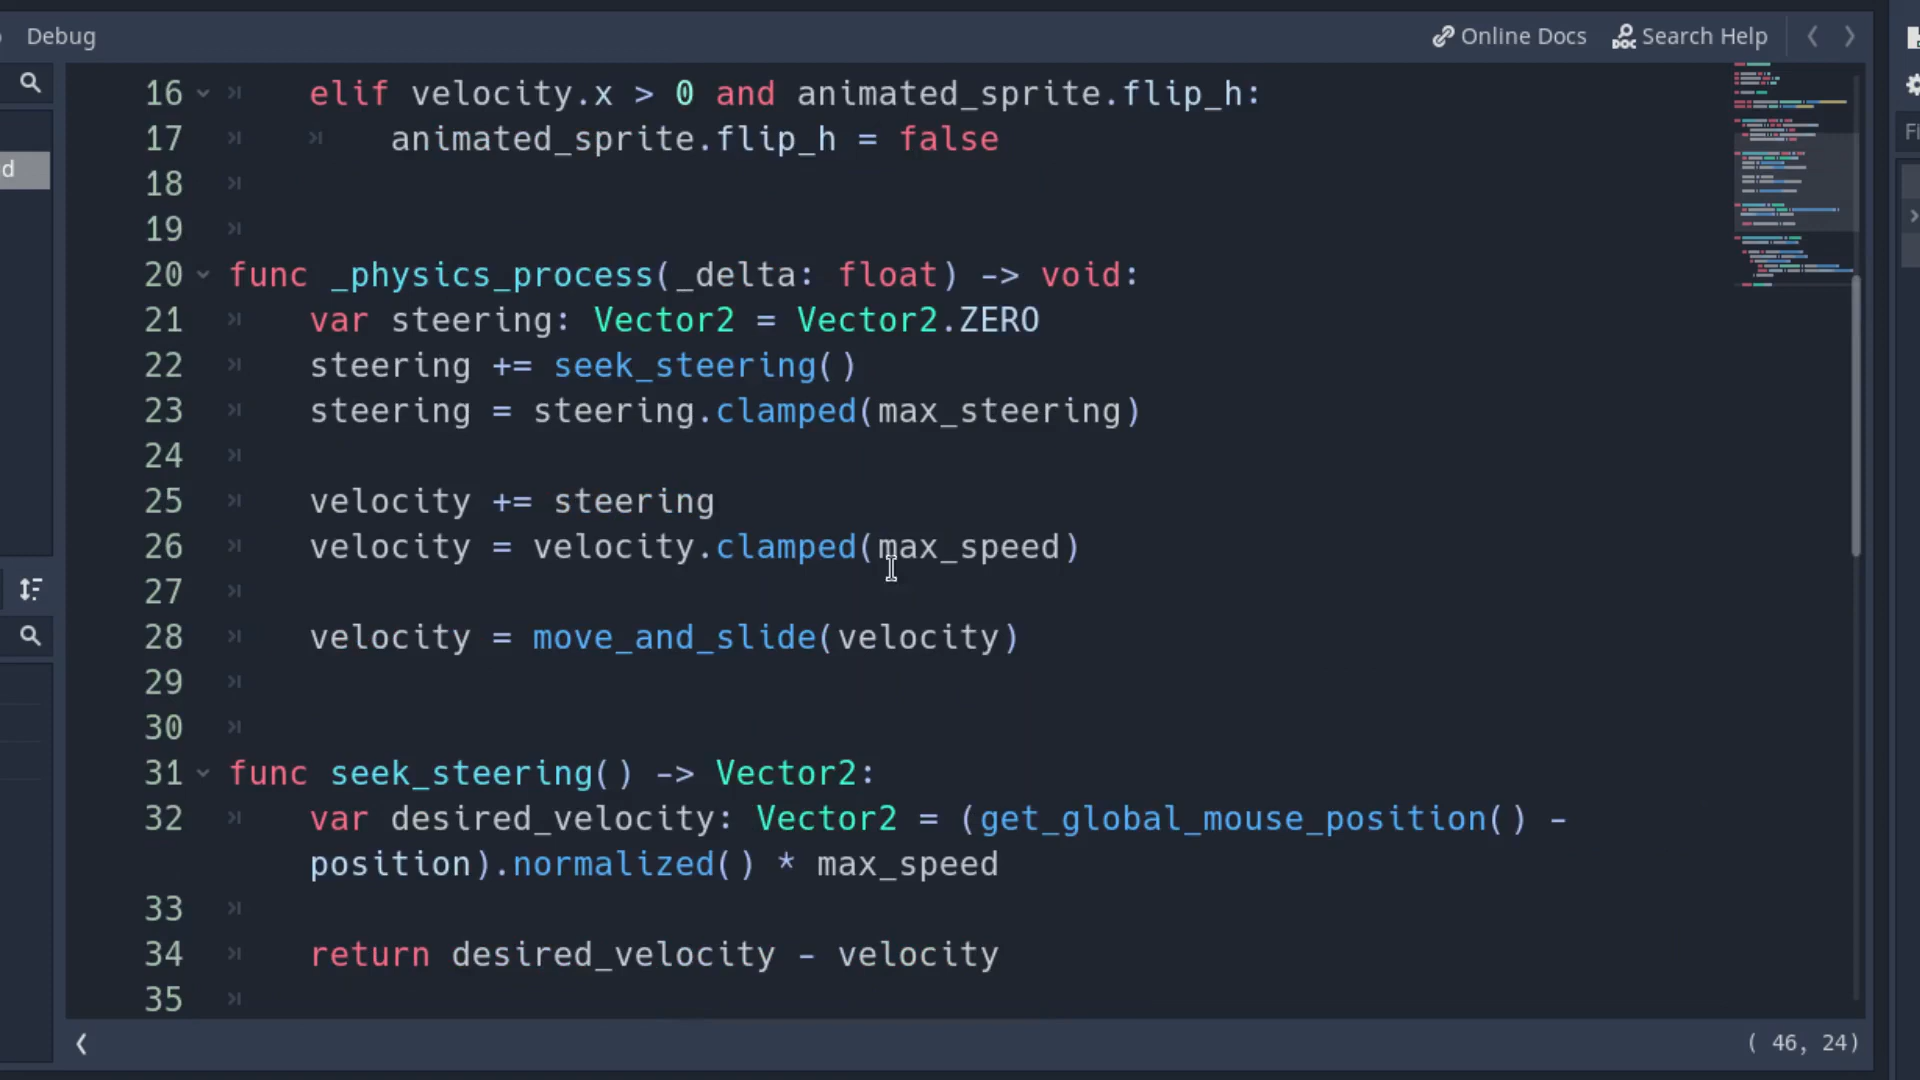 Debug
Online Docs
Search Help
16 elif velocity.x > 0 and animated_sprite.flip_h:
17 animated_sprite.flip_h = false
18
19
20 func _physics_process(_delta: float) -> void:
21 var steering: Vector2 = Vector2.ZERO
22 steering += seek_steering()
23 steering = steering.clamped(max_steering)
24
25 velocity += steering
26 velocity = velocity.clamped(max_speed)
27
28 velocity = move_and_slide(velocity)
29
30
31 func seek_steering() -> Vector2:
32 var desired_velocity: Vector2 = (get_global_mouse_position() -
position).normalized() * max_speed
33
34 return desired_velocity - velocity
35
( 46, 24)